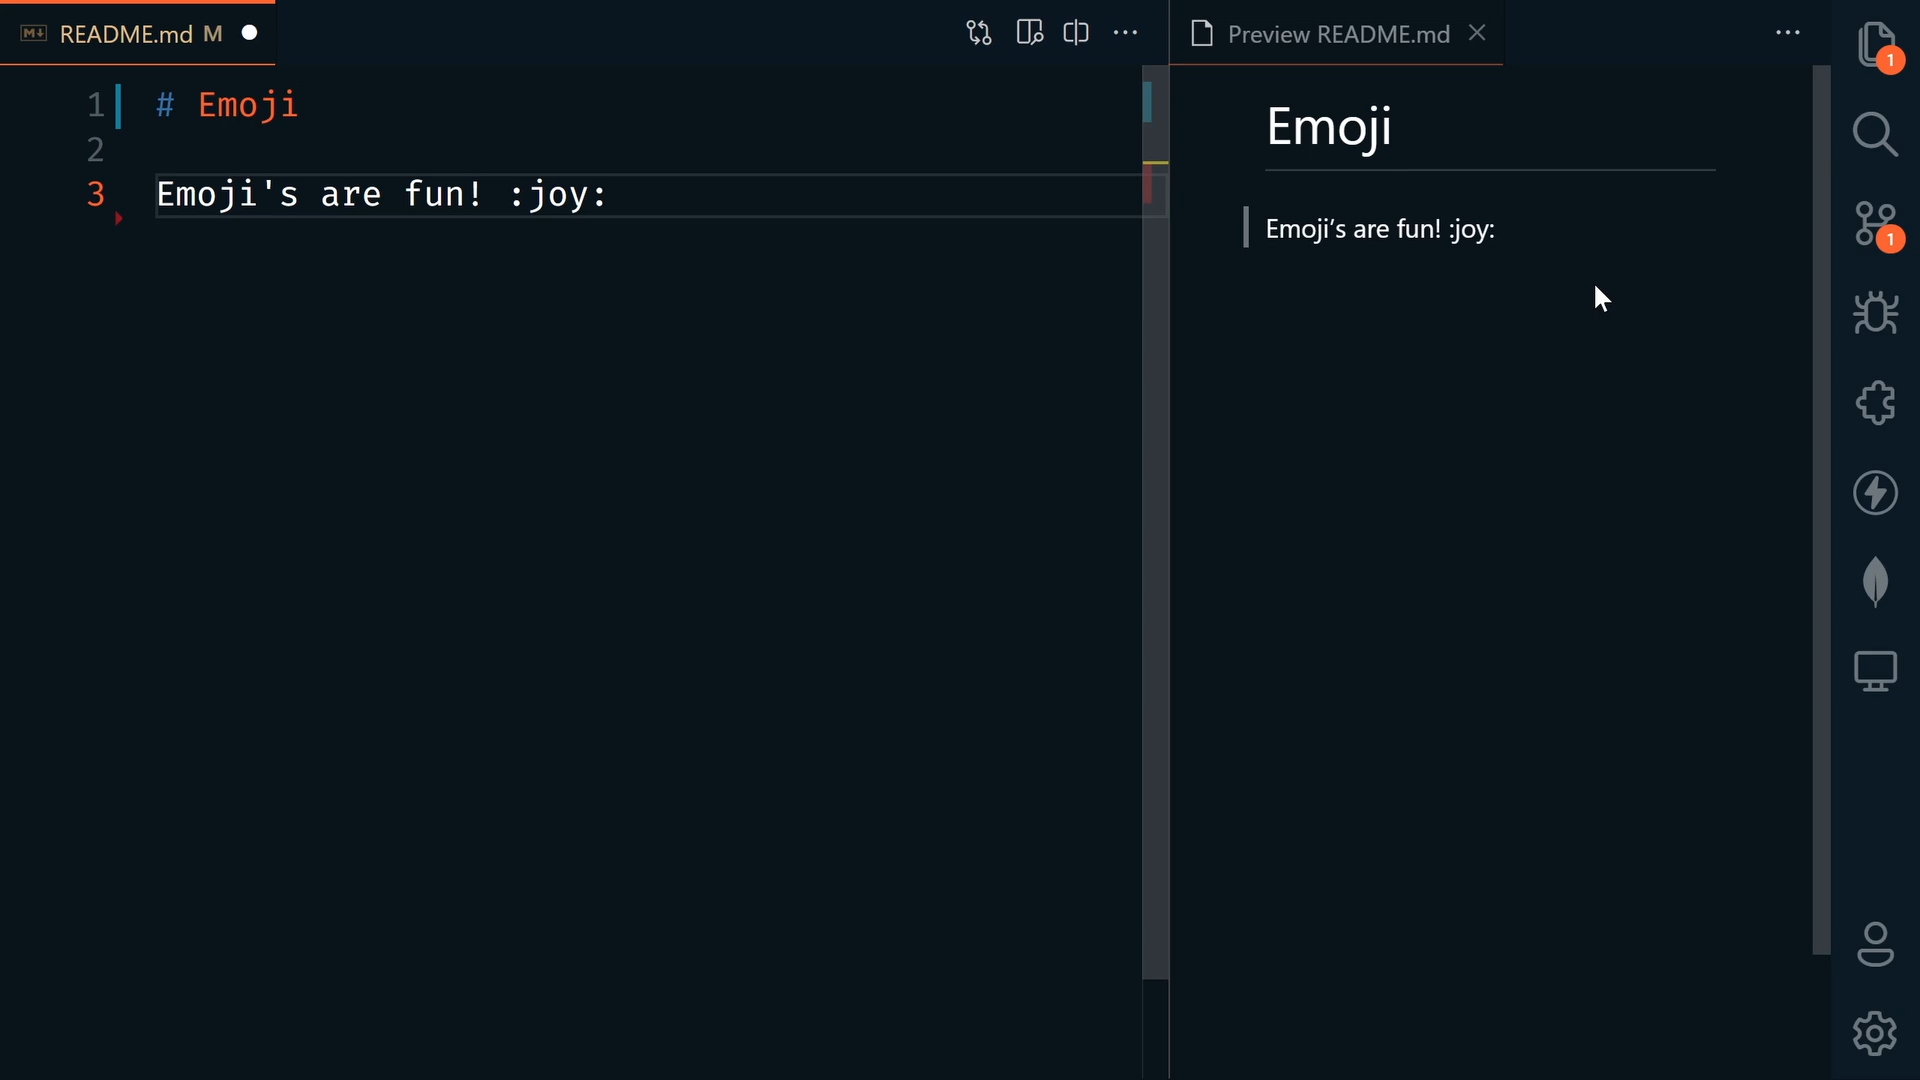 README.md M
Preview README.md
1 # Emoji
2
3 Emoji's are fun! :joy:
Emoji
Emoji's are fun! :joy:
1
1